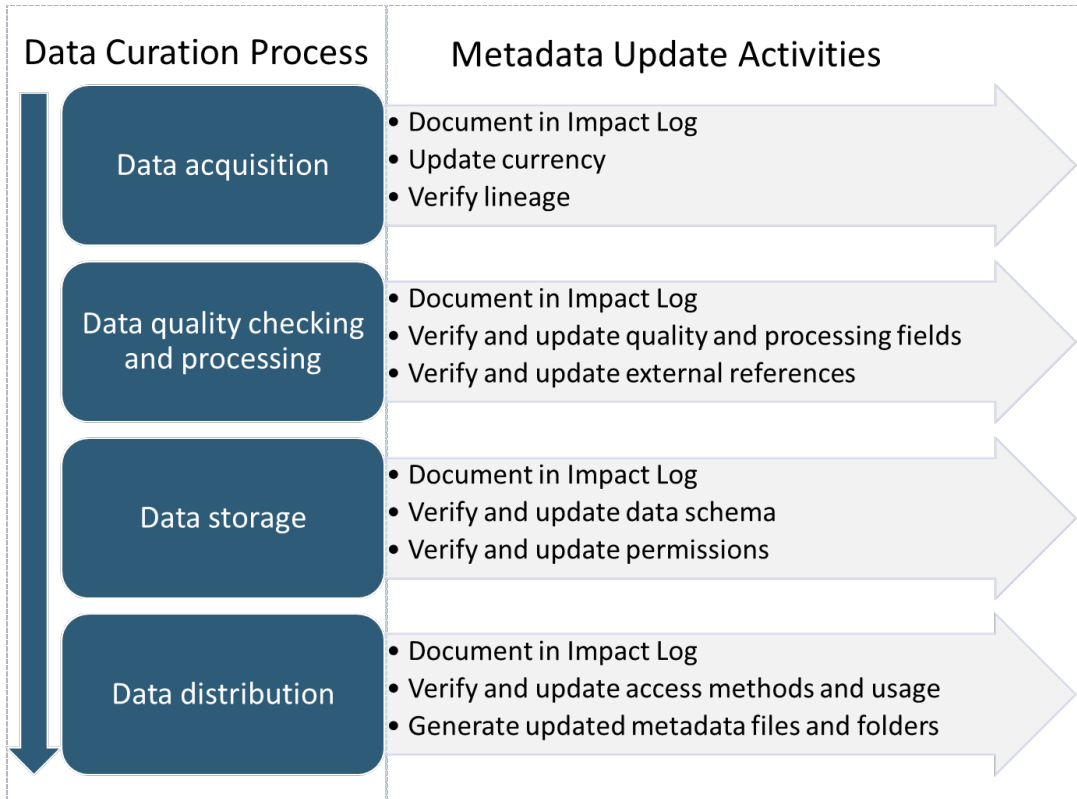 Data Curation Process
Metadata Update Activities
Data acquisition
• Document in Impact Log
• Update currency
• Verify lineage
Data quality checking
and processing
• Document in Impact Log
• Verify and update quality and processing fields
• Verify and update external references
Data storage
• Document in Impact Log
• Verify and update data schema
• Verify and update permissions
Data distribution
• Document in Impact Log
• Verify and update access methods and usage
• Generate updated metadata files and folders